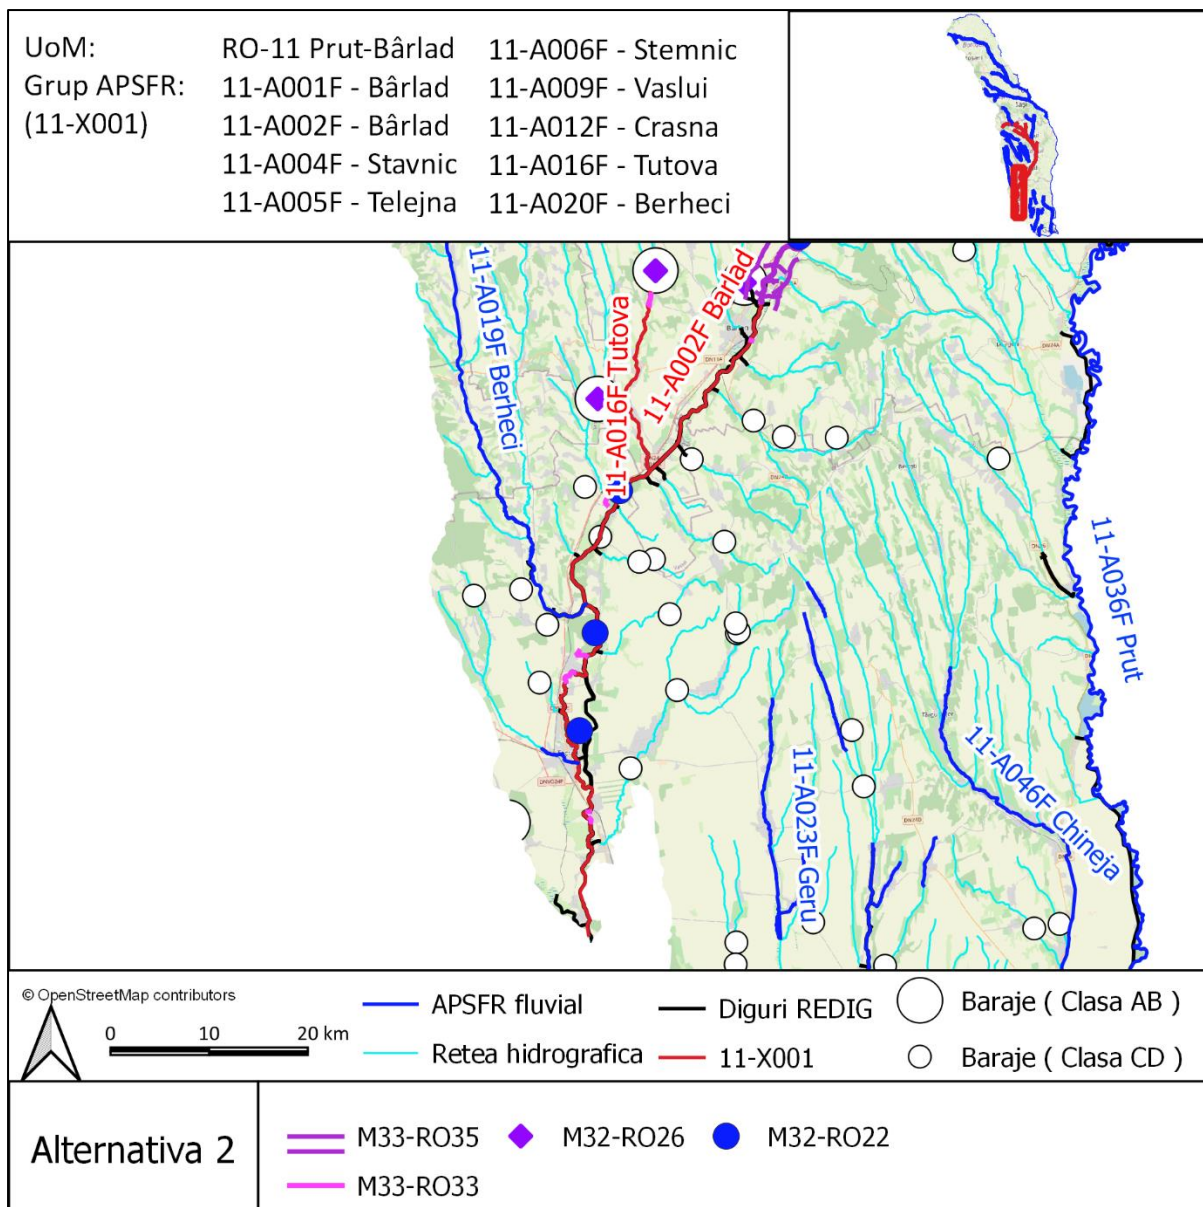 UoM: RO-11 Prut-Bârlad 11-A006F - Stemnic
Grup APSFR: 11-A001F - Bârlad 11-A009F - Vaslui
(11-X001) 11-A002F - Bârlad 11-A012F - Crasna
11-A004F - Stavnic 11-A016F - Tutova
11-A005F - Telejna 11-A020F - Berheci
11-A019F Berheci
11-A016F Tutova
11-A002F Barlad
11-A036F Prut
11-A023F Geru
11-A046F Chineja
© OpenStreetMap contributors
0 10 20 km
APSFR fluvial
Retea hidrografica
Diguri REDIG
11-X001
Baraje ( Clasa AB )
Baraje ( Clasa CD )
Alternativa 2
M33-RO35 M32-RO26 M32-RO22
M33-RO33